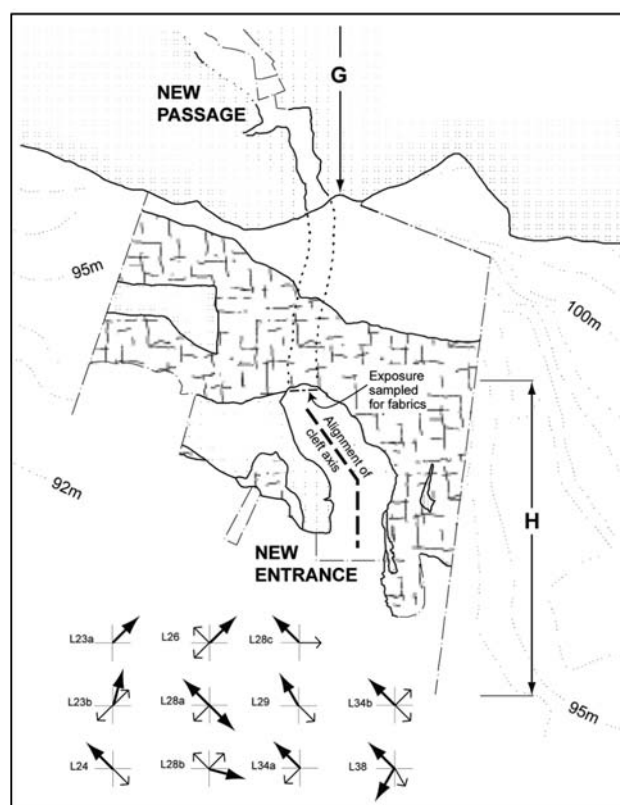 G
NEW
PASSAGE
95m
100m
Exposure
sampled
for fabrics
Alignment of
cleft axis
92m
H
NEW
ENTRANCE
L23a
L26
L28c
L23b
L28a
L29
L34b
L24
L28b
L34a
L38
95m